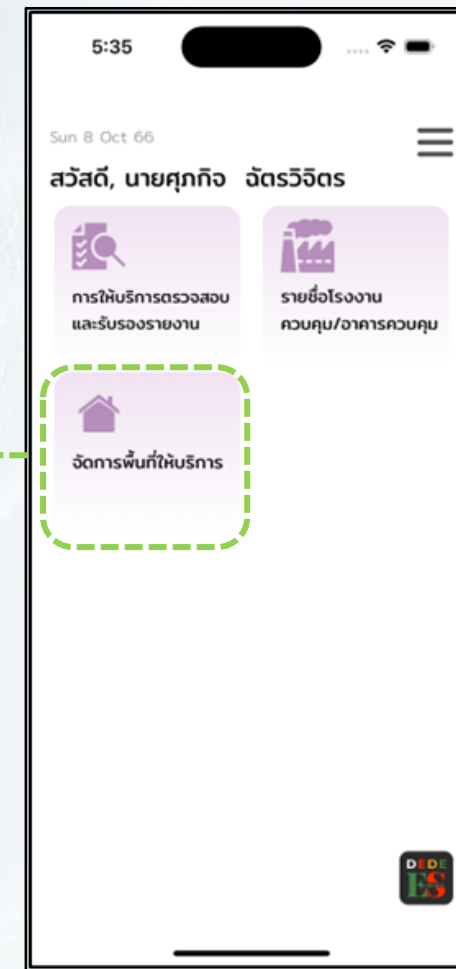 5:35
Sun 8 Oct 66
สวัสดี, นายศุภกิจ ฉัตรวิจิตร
การให้บริการตรวจสอบ
และรับรองรายงาน
รายชื่อโรงงาน
ควบคุม/อาคารควบคุม
จัดการพื้นที่ให้บริการ
DEDE
ES